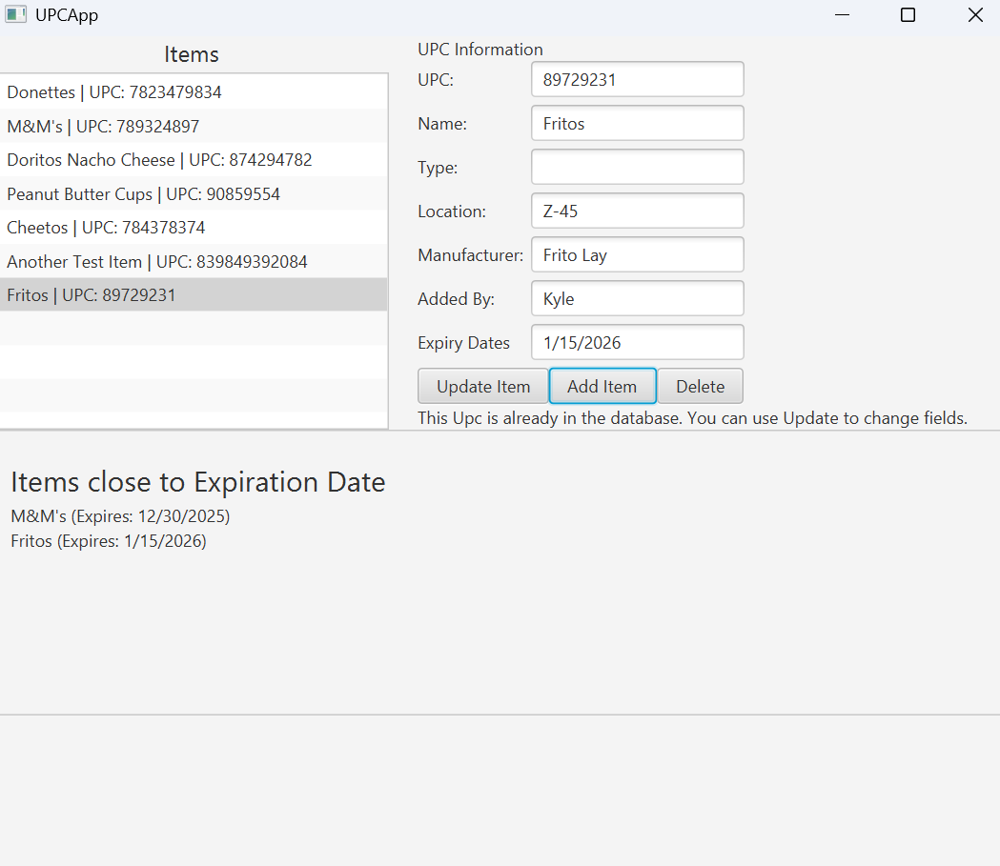 UPCApp
Items
Donettes | UPC: 7823479834
M&M's | UPC: 789324897
Doritos Nacho Cheese | UPC: 874294782
Peanut Butter Cups | UPC: 90859554
Cheetos | UPC: 784378374
Another Test Item | UPC: 839849392084
Fritos | UPC: 89729231
UPC Information
UPC: 89729231
Name: Fritos
Type:
Location: Z-45
Manufacturer: Frito Lay
Added By: Kyle
Expiry Dates 1/15/2026
Update Item Add Item Delete
This Upc is already in the database. You can use Update to change fields.
Items close to Expiration Date
M&M's (Expires: 12/30/2025)
Fritos (Expires: 1/15/2026)